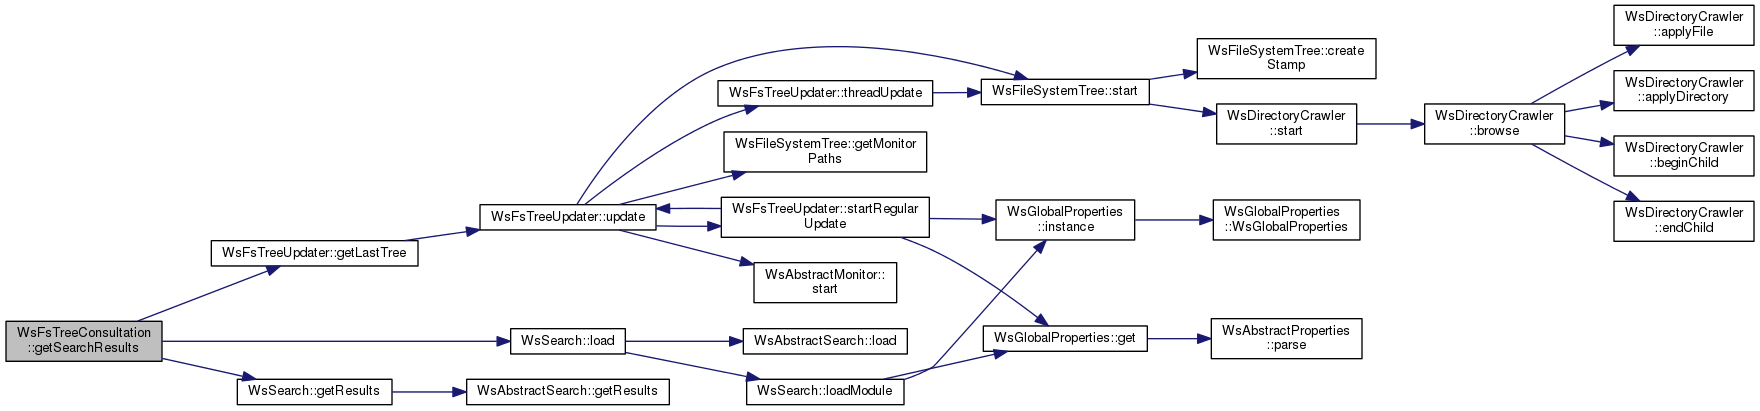 WsFsTreeConsultation
::getSearchResults
WsFsTreeUpdater::getLastTree
WsFsTreeUpdater::update
WsFsTreeUpdater::threadUpdate
WsFileSystemTree::getMonitor
Paths
WsFsTreeUpdater::startRegular
Update
WsAbstractMonitor::
start
WsFileSystemTree::start
WsFileSystemTree::create
Stamp
WsDirectoryCrawler
::start
WsDirectoryCrawler
::browse
WsDirectoryCrawler
::applyFile
WsDirectoryCrawler
::applyDirectory
WsDirectoryCrawler
::beginChild
WsDirectoryCrawler
::endChild
WsGlobalProperties
::instance
WsGlobalProperties
::WsGlobalProperties
WsGlobalProperties::get
WsAbstractProperties
::parse
WsSearch::load
WsAbstractSearch::load
WsSearch::loadModule
WsSearch::getResults
WsAbstractSearch::getResults